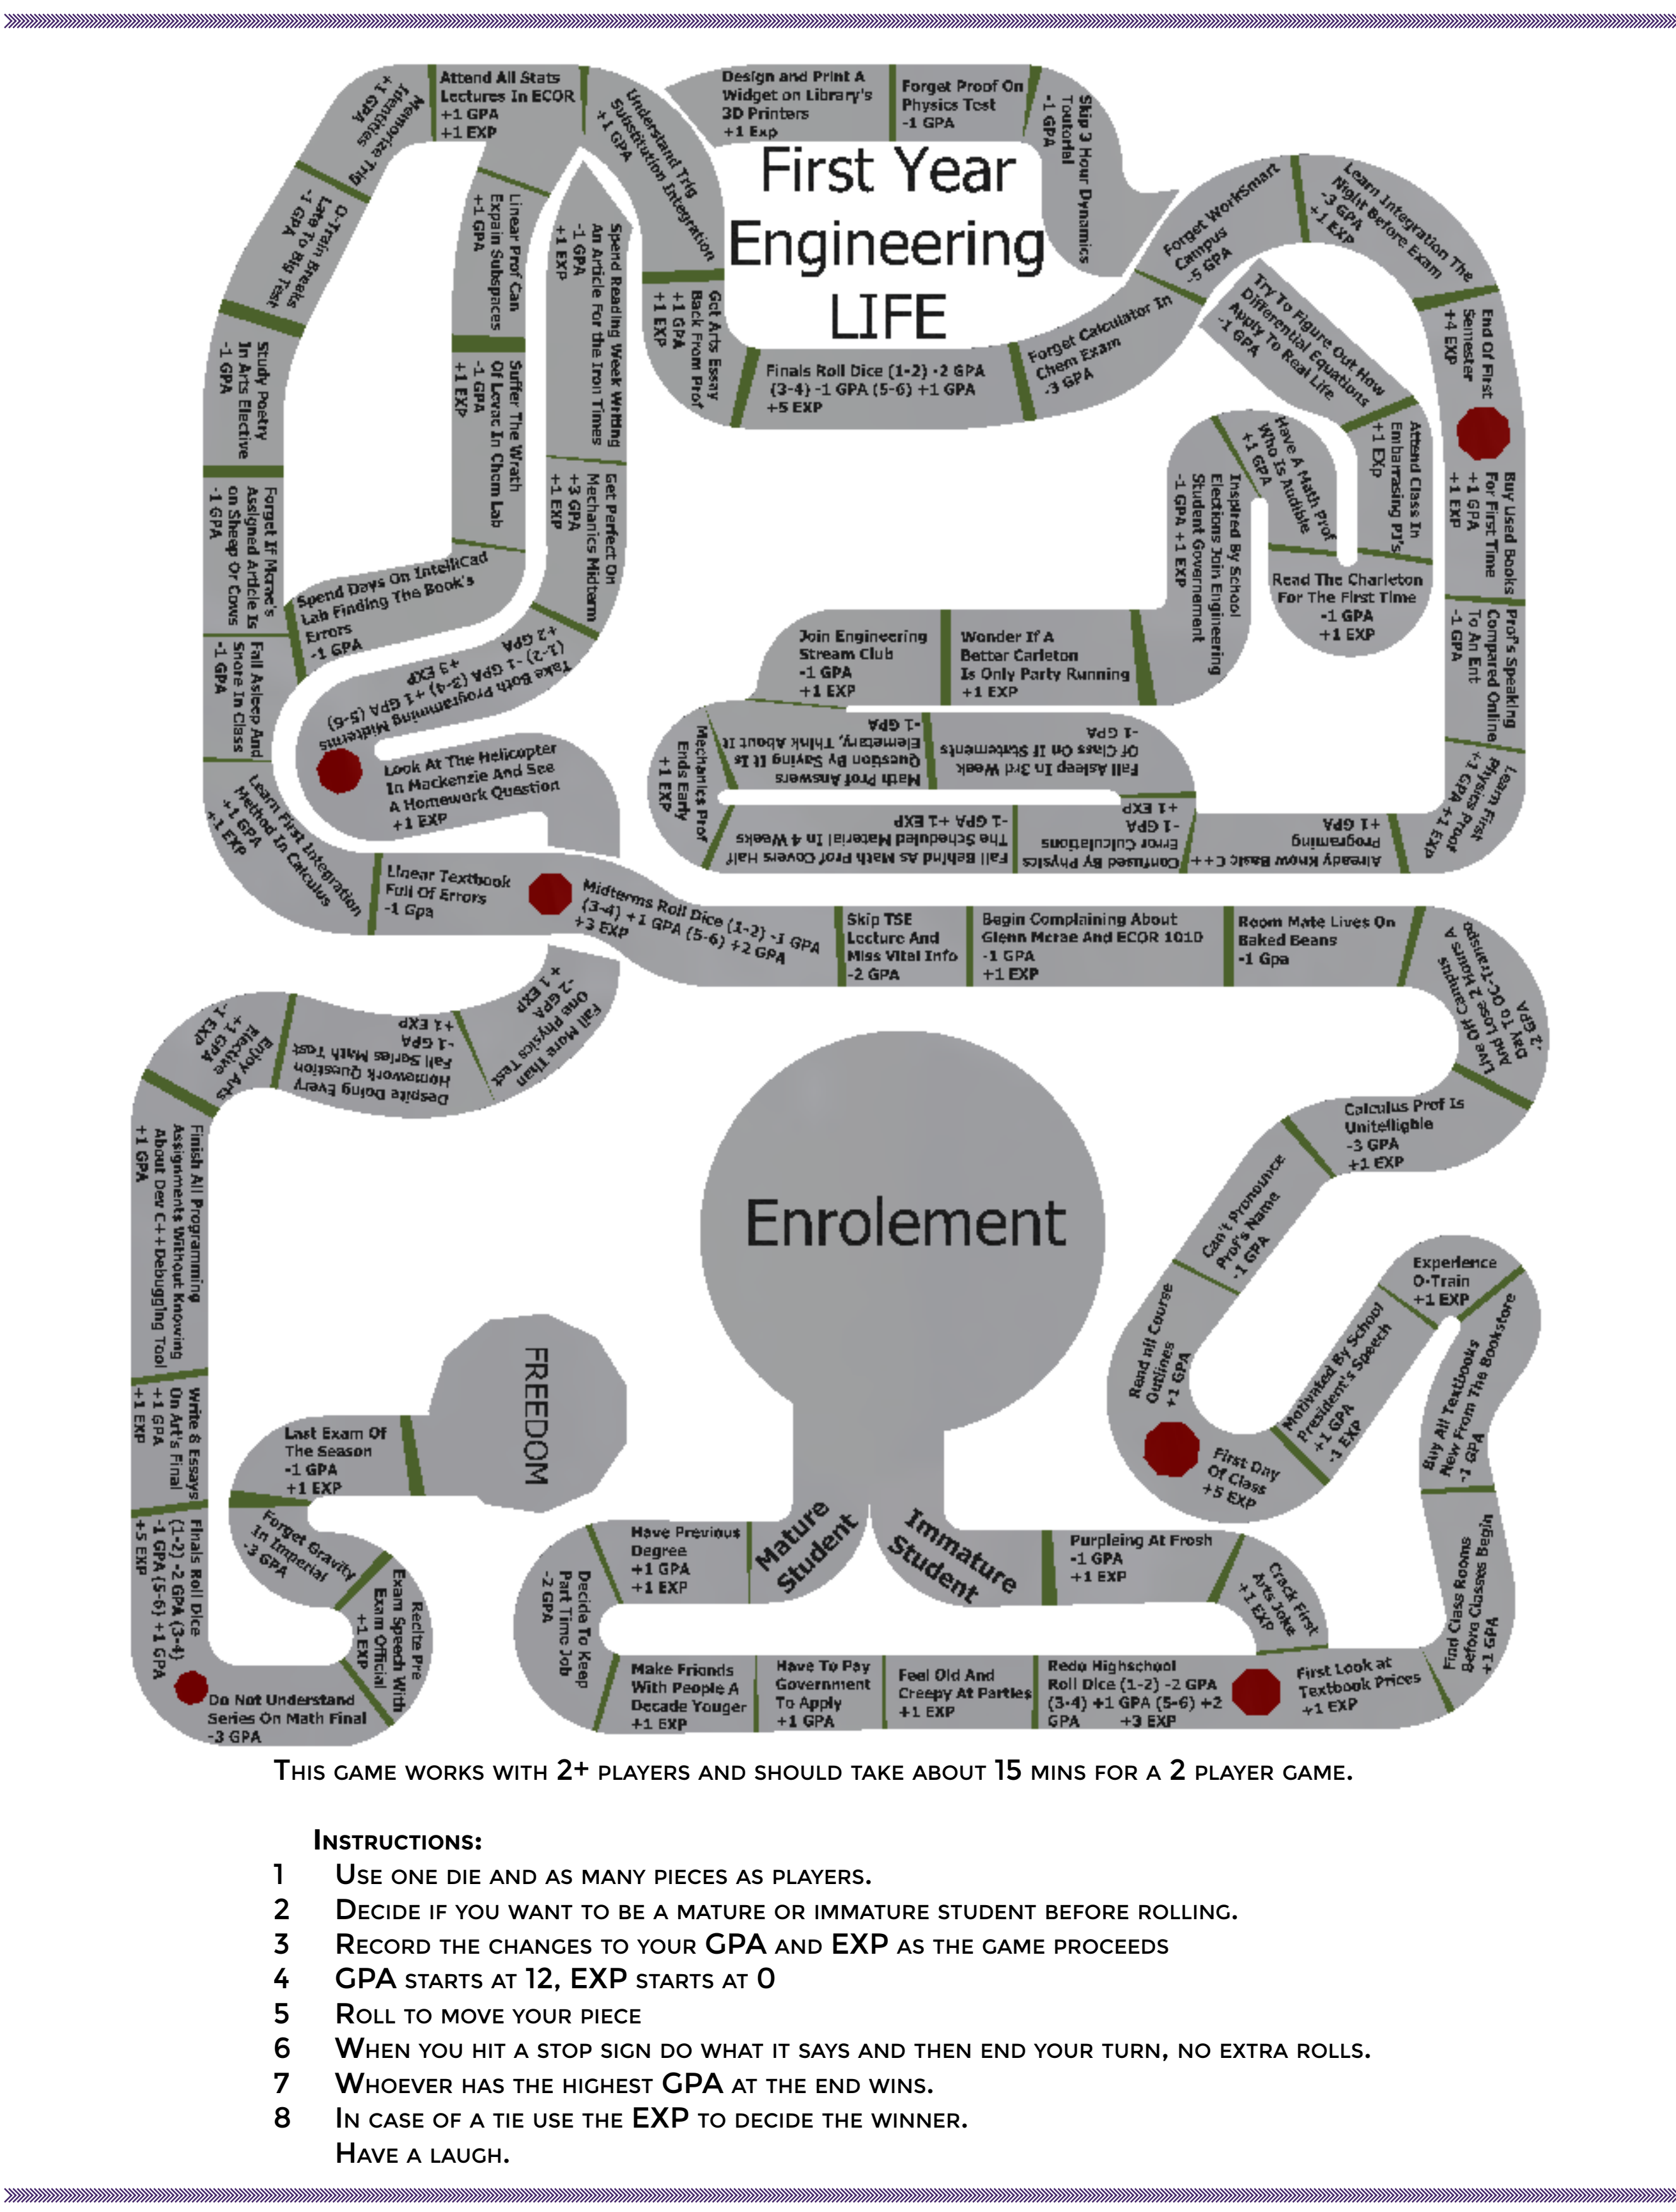 Attend All Stats
Lectures In ECOR
+1 GPA
+1 EXP
Understand Trig
Substitution Integration
+1 GPA
Design and Print A
Widget on Library's
3D Printers
+1 Exp
Forget Proof On
Physics Test
-1 GPA
Skip 3 Hour Dynamics
Toutorial
-1 GPA
First Year
Engineering
LIFE
Memorize Trig
Identities
+1 GPA
O-Train Breaks
Late To Big Test
-1 GPA
Study Poetry
In Arts Elective
-1 GPA
Forget If Mcrae's
Assigned Article Is
on Sheep Or Cows
-1 GPA
Fall Asleep And
Snore In Class
-1 GPA
Learn First Integration
Method In Calculus
+1 GPA
+1 EXP
Linear Prof Can
Expain Subspaces
+1 GPA
Suffer The Wrath
Of Levac In Chem Lab
-1 GPA
+1 EXP
Spend Days On IntelliCad
Lab Finding The Book's
Errors
-1 GPA
Spend Reading Week Writing
An Article For the Iron Times
-1 GPA
+1 EXP
Get Perfect On
Mechanics Midterm
+3 GPA
+1 EXP
Take Both Programming Midterms
(1-2) -1 GPA (3-4) +1 GPA (5-6)
+2 GPA
+3 EXP
Look At The Helicopter
In Mackenzie And See
A Homework Question
+1 EXP
Get Arts Essay
Back From Prof
+1 GPA
+1 EXP
Finals Roll Dice (1-2) -2 GPA
(3-4) -1 GPA (5-6) +1 GPA
+5 EXP
Forget Calculator In
Chem Exam
-3 GPA
Forget WorkSmart
Campus
-5 GPA
Learn Integration The
Night Before Exam
-3 GPA
+1 EXP
End Of First
Semester
+4 EXP
Buy Used Books
For First Time
+1 GPA
+1 EXP
Prof's Speaking
Compared Online
To An Ent
-1 GPA
Learn First
Physics Proof
+1 GPA +1 EXP
Already Know Basic C++
Programing
+1 GPA
Confused By Physics
Error Calculations
-1 GPA
+1 EXP
Fall Behind As Math Prof Covers Half
The Scheduled Material In 4 Weeks
-1 GPA +1 EXP
Mechanics Prof
Ends Early
+1 EXP
Math Prof Answers
Question By Saying It Is
Elemetary, Think About It
-1 GPA
Fall Asleep In 3rd Week
Of Class On If Statements
-1 GPA
Join Engineering
Stream Club
-1 GPA
+1 EXP
Wonder If A
Better Carleton
Is Only Party Running
+1 EXP
Inspired By School
Elections Join Engineering
Student Governement
-1 GPA +1 EXP
Have A Math Prof
Who Is Audible
+1 GPA
Read The Charleton
For The First Time
-1 GPA
+1 EXP
Attend Class In
Embarrasing PJ's
+1 EXp
Try To Figure Out How
Differential Equations
Apply To Real Life
-1 GPA
Linear Textbook
Full Of Errors
-1 Gpa
Midterms Roll Dice (1-2) -1 GPA
(3-4) +1 GPA (5-6) +2 GPA
+3 EXP
Skip TSE
Lecture And
Miss Vital Info
-2 GPA
Begin Complaining About
Glenn Mcrae And ECOR 1010
-1 GPA
+1 EXP
Room Mate Lives On
Baked Beans
-1 Gpa
Live Off Campus
And Lose 2 Hours A
Day To OC-Transpo
-2 GPA
Calculus Prof Is
Unitelligble
-3 GPA
+1 EXP
Can't Pronounce
Prof's Name
-1 GPA
Read all Course
Outlines
+1 GPA
First Day
Of Class
+5 EXP
Motivated By School
President's Speech
+1 GPA
-1 EXP
Experience
O-Train
+1 EXP
Buy All Textbooks
New From The Bookstore
-1 GPA
Find Class Rooms
Before Classes Begin
+1 GPA
First Look at
Textbook Prices
+1 EXP
Fail More Than
One Physics Test
-2 GPA
+ 1 EXP
Despite Doing Every
Homework Question
Fail Series Math Test
-1 GPA
+1 EXP
Enjoy Arts
Elective
+1 GPA
-1 EXP
Finish All Programming
Assignments Without Knowing
About Dev C++Debugging Tool
+1 GPA
Write 8 Essays
On Art's Final
+1 GPA
+1 EXP
Finals Roll Dice
(1-2) -2 GPA (3-4)
-1 GPA (5-6) +1 GPA
+5 EXP
Do Not Understand
Series On Math Final
-3 GPA
Recite Pre
Exam Speech With
Exam Official
+1 EXP
Forget Gravity
In Imperial
-3 GPA
Last Exam Of
The Season
-1 GPA
+1 EXP
FREEDOM
Enrolement
Mature
Student
Immature
Student
Have Previous
Degree
+1 GPA
+1 EXP
Decide To Keep
Part Time Job
-2 GPA
Make Friends
With People A
Decade Youger
+1 EXP
Have To Pay
Government
To Apply
+1 GPA
Feel Old And
Creepy At Parties
+1 EXP
Redo Highschool
Roll Dice (1-2) -2 GPA
(3-4) +1 GPA (5-6) +2
GPA +3 EXP
Purpleing At Frosh
-1 GPA
+1 EXP
Crack First
Arts Joke
+1 EXP
This game works with 2+ players and should take about 15 mins for a 2 player game.
Instructions:
1 Use one die and as many pieces as players.
2 Decide if you want to be a mature or immature student before rolling.
3 Record the changes to your GPA and EXP as the game proceeds
4 GPA starts at 12, EXP starts at 0
5 Roll to move your piece
6 When you hit a stop sign do what it says and then end your turn, no extra rolls.
7 Whoever has the highest GPA at the end wins.
8 In case of a tie use the EXP to decide the winner.
Have a laugh.